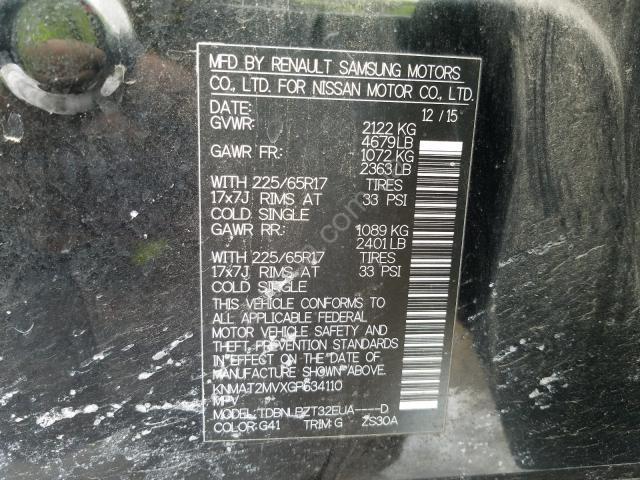 MFD BY RENAULT SAMSUNG MOTORS
CO., LTD. FOR NISSAN MOTOR CO., LTD.
DATE: 12 / 15
GVWR: 2122 KG
4679 LB
GAWR FR: 1072 KG
2363 LB
WITH 225/65R17 TIRES
17x7J RIMS AT 33 PSI
COLD SINGLE
GAWR RR: 1089 KG
2401 LB
WITH 225/65R17 TIRES
17x7J RIMS AT 33 PSI
COLD SINGLE
THIS VEHICLE CONFORMS TO
ALL APPLICABLE FEDERAL
MOTOR VEHICLE SAFETY AND
THEFT PREVENTION STANDARDS
IN EFFECT ON THE DATE OF
MANUFACTURE SHOWN ABOVE.
KNMAT2MVXGP634110
MPV
MODEL: TDBNLBZT32EUA----D
COLOR: G41 TRIM: G ZS30A